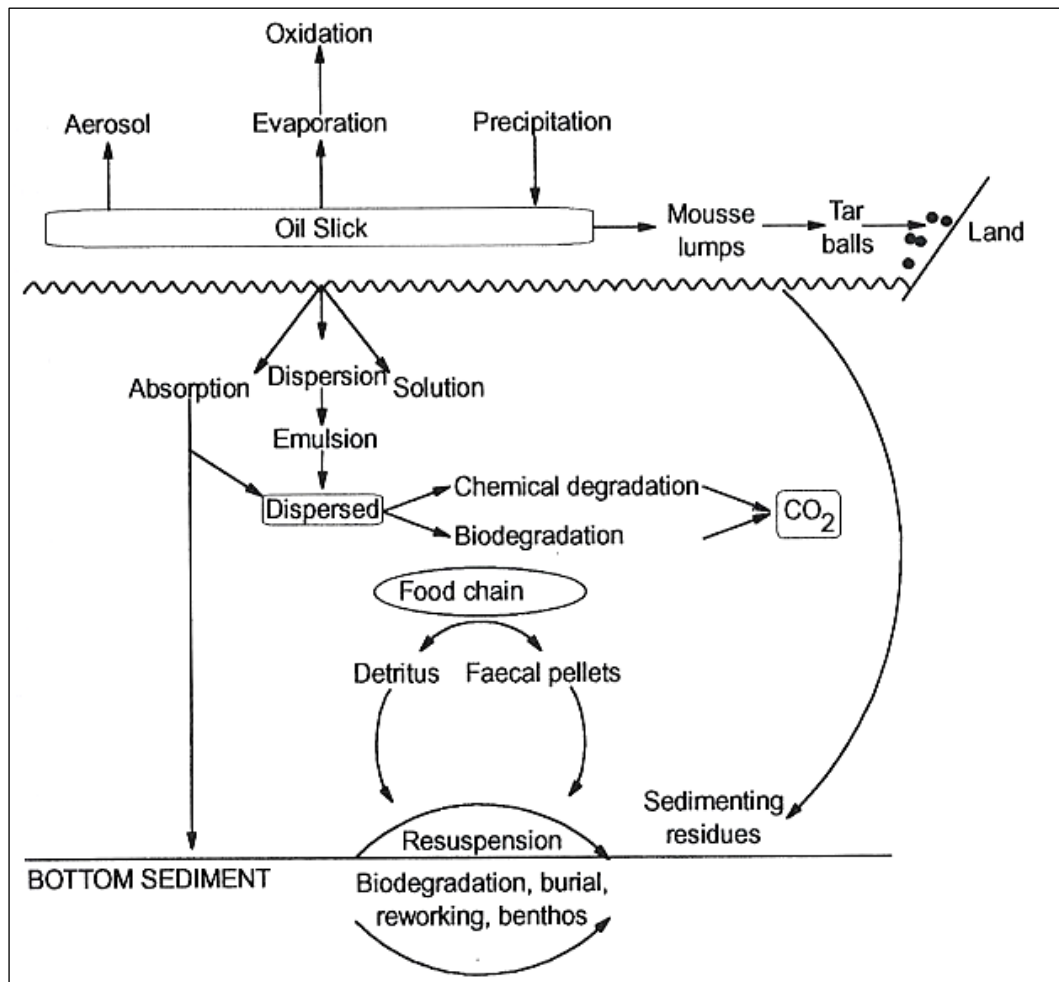 Oxidation
Aerosol
Evaporation
Precipitation
Oil Slick
Mousse
lumps
Tar
balls
Land
Absorption
Dispersion
Solution
Emulsion
Dispersed
Chemical degradation
Biodegradation
CO2
Food chain
Detritus
Faecal pellets
Sedimenting
residues
Resuspension
BOTTOM SEDIMENT
Biodegradation, burial,
reworking, benthos